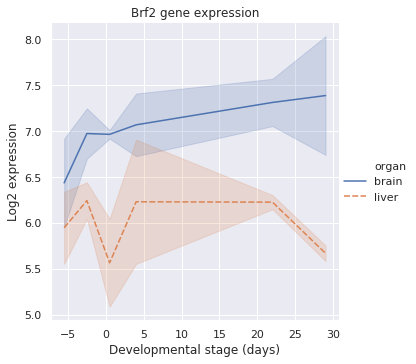 Brf2 gene expression
Log2 expression
8.0
7.5
7.0
6.5
6.0
5.5
5.0
−5
0
5
10
15
20
25
30
Developmental stage (days)
organ
brain
liver